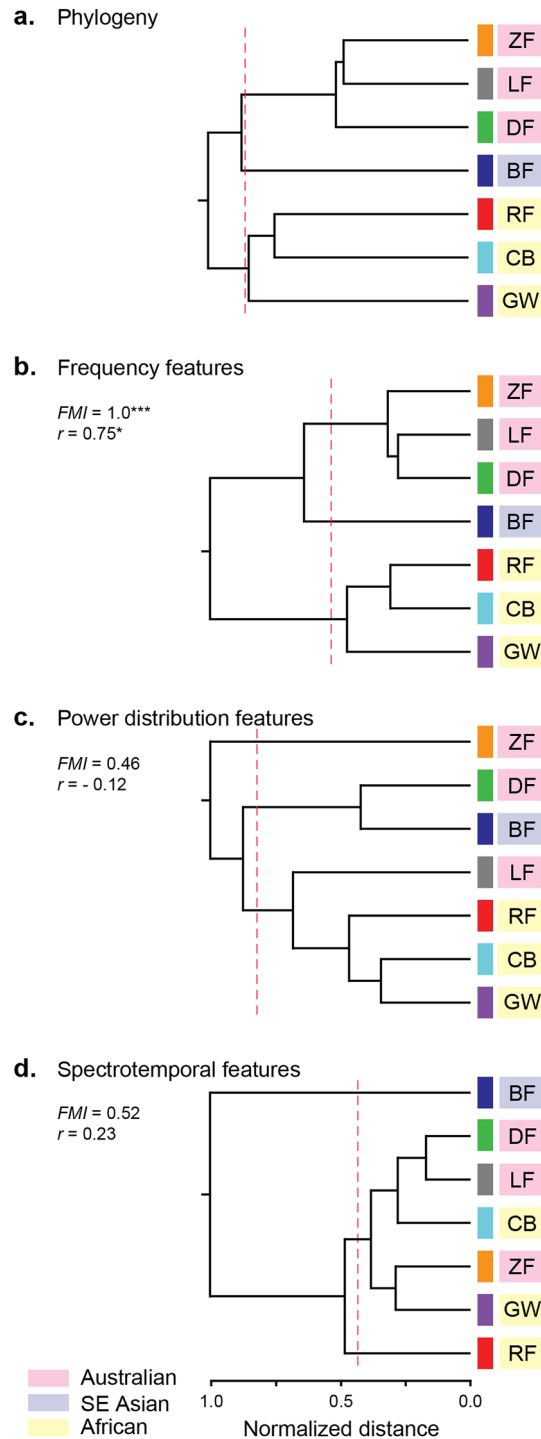 a. Phylogeny
ZF
LF
DF
BF
RF
CB
GW
b. Frequency features
FMI = 1.0***
r = 0.75*
ZF
LF
DF
BF
RF
CB
GW
c. Power distribution features
FMI = 0.46
r = - 0.12
ZF
DF
BF
LF
RF
CB
GW
d. Spectrotemporal features
FMI = 0.52
r = 0.23
BF
DF
LF
CB
ZF
GW
RF
Australian
SE Asian
African
1.0 0.5 0.0
Normalized distance